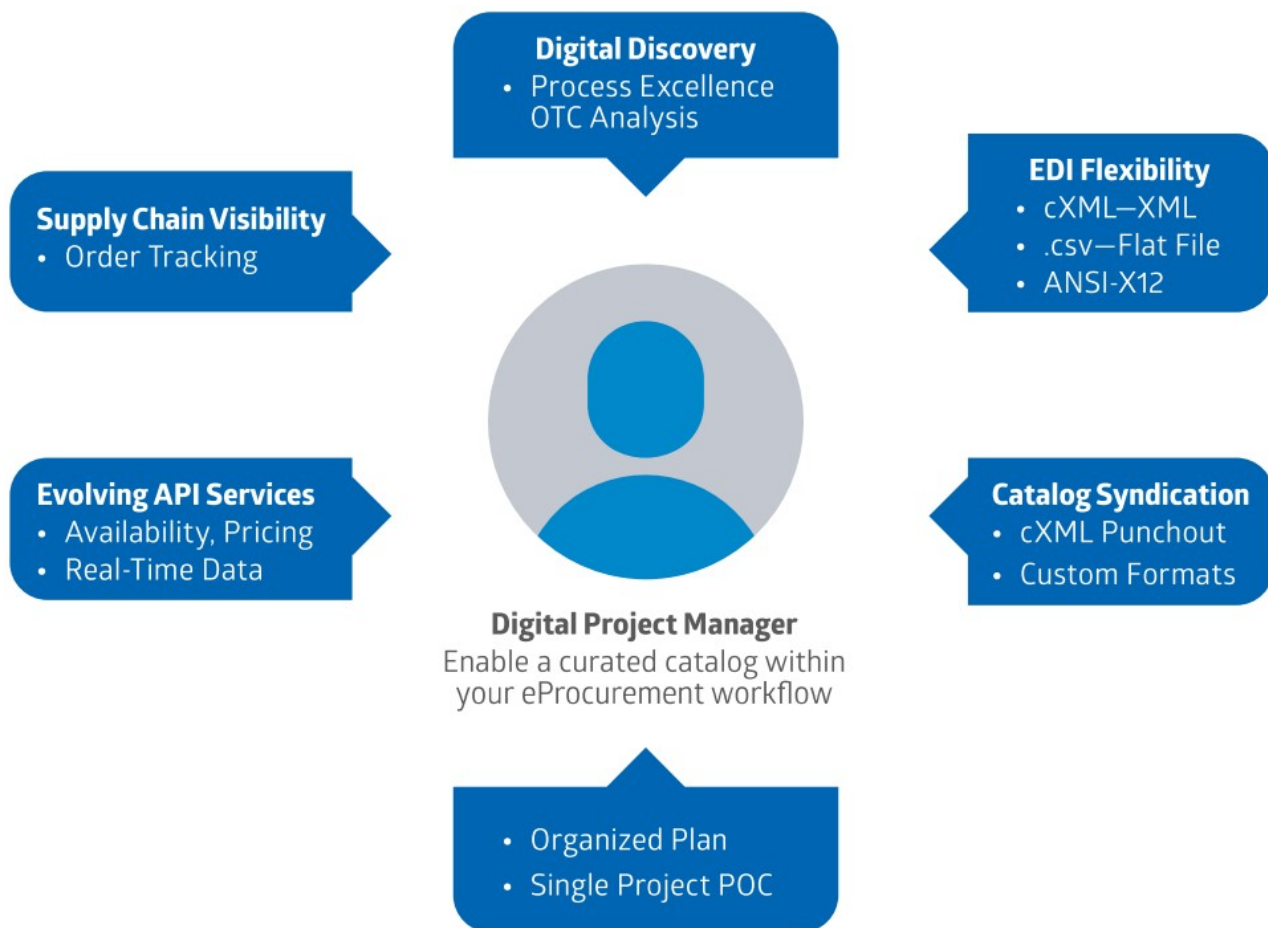 Digital Discovery
• Process Excellence
OTC Analysis
Supply Chain Visibility
• Order Tracking
EDI Flexibility
• cXML—XML
• .csv—Flat File
• ANSI-X12
Evolving API Services
• Availability, Pricing
• Real-Time Data
Catalog Syndication
• cXML Punchout
• Custom Formats
Digital Project Manager
Enable a curated catalog within
your eProcurement workflow
• Organized Plan
• Single Project POC